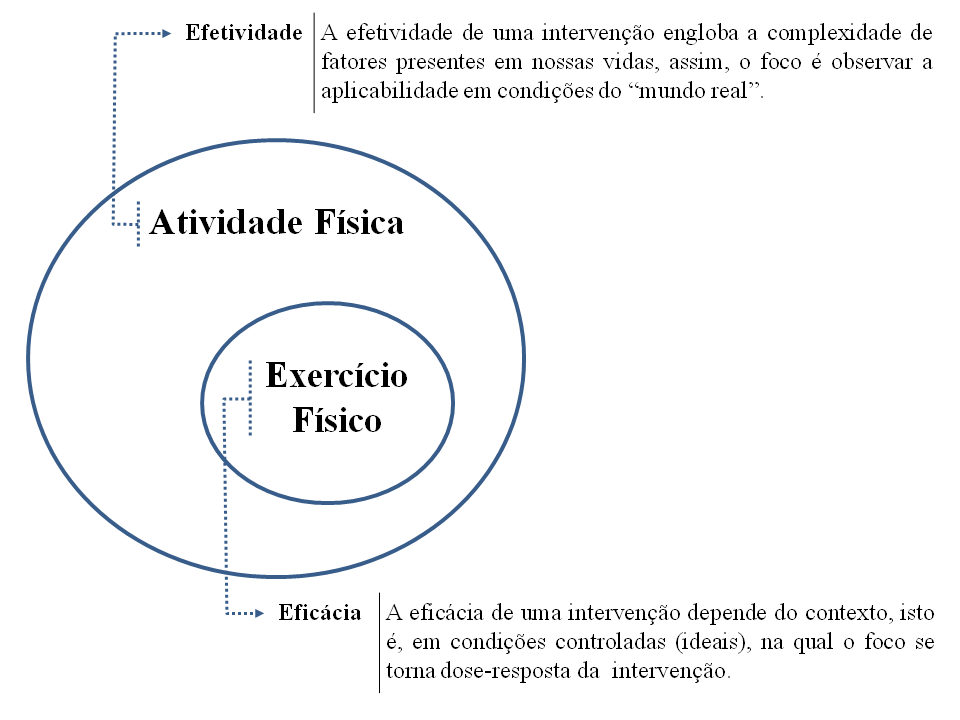 Efetividade
A efetividade de uma intervenção engloba a complexidade de
fatores presentes em nossas vidas, assim, o foco é observar a
aplicabilidade em condições do “mundo real”.
Atividade Física
Exercício
Físico
Eficácia
A eficácia de uma intervenção depende do contexto, isto
é, em condições controladas (ideais), na qual o foco se
torna dose-resposta da intervenção.